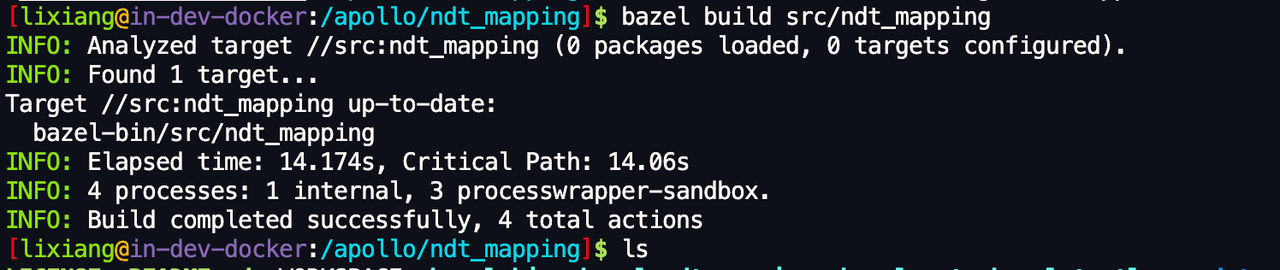 [lixiang@in-dev-docker:/apollo/ndt_mapping]$ bazel build src/ndt_mapping
INFO: Analyzed target //src:ndt_mapping (0 packages loaded, 0 targets configured).
INFO: Found 1 target...
Target //src:ndt_mapping up-to-date:
  bazel-bin/src/ndt_mapping
INFO: Elapsed time: 14.174s, Critical Path: 14.06s
INFO: 4 processes: 1 internal, 3 processwrapper-sandbox.
INFO: Build completed successfully, 4 total actions
[lixiang@in-dev-docker:/apollo/ndt_mapping]$ ls